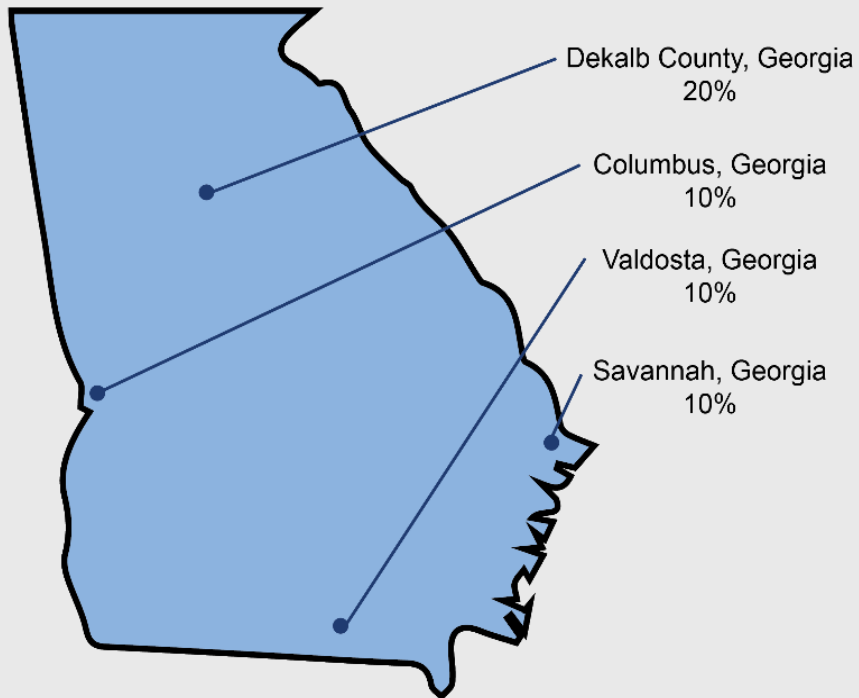 Dekalb County, Georgia
20%
Columbus, Georgia
10%
Valdosta, Georgia
10%
Savannah, Georgia
10%